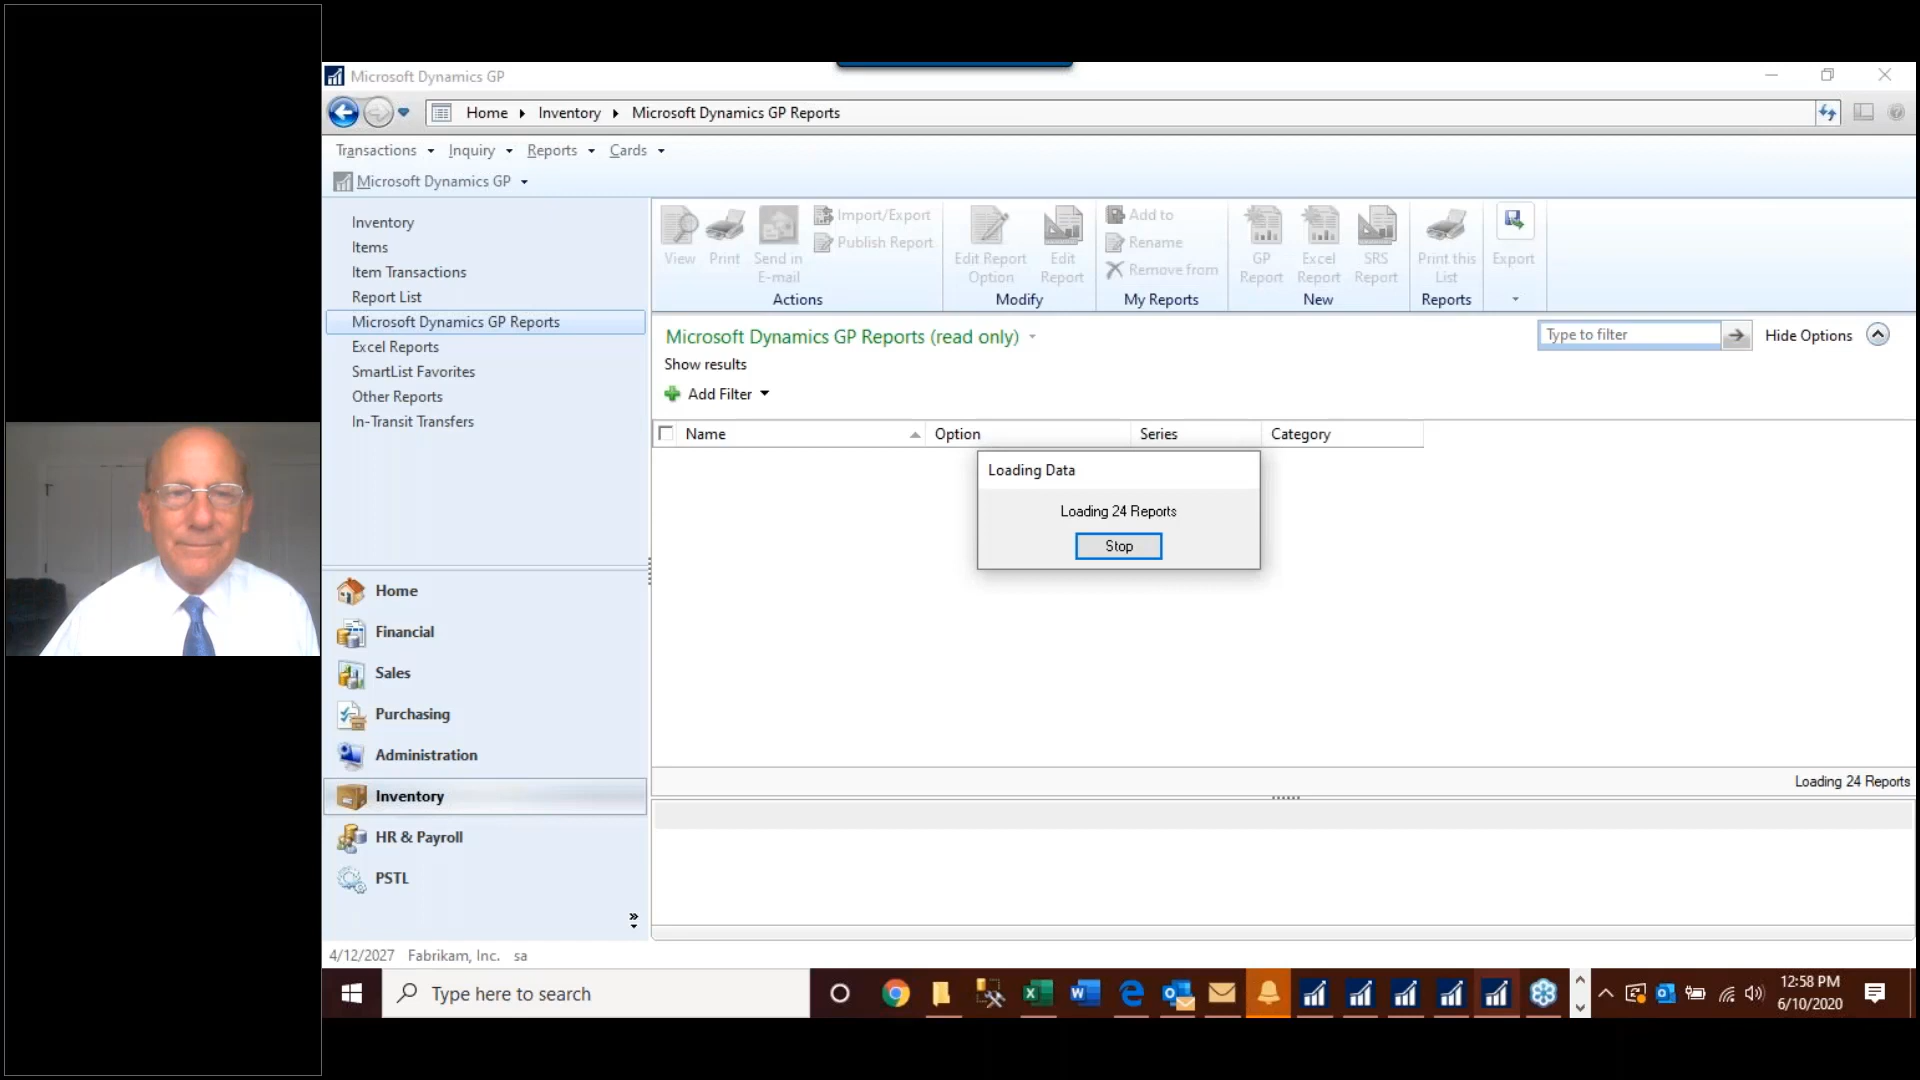 Microsoft Dynamics GP
Home Inventory Microsoft Dynamics GP Reports
Transactions Inquiry Reports Cards
Microsoft Dynamics GP
Inventory
Items
Item Transactions
Report List
Microsoft Dynamics GP Reports
Excel Reports
SmartList Favorites
Other Reports
In-Transit Transfers
Home
Financial
Sales
Purchasing
Administration
Inventory
HR & Payroll
PSTL
View
Print
Send in
E-mail
Import/Export
Publish Report
Actions
Edit Report
Option
Edit
Report
Modify
Add to
Rename
Remove from
My Reports
GP
Report
Excel
Report
SRS
Report
New
Print this
List
Reports
Export
Microsoft Dynamics GP Reports (read only)
Type to filter
Hide Options
Show results
Add Filter
Name Option Series Category
Loading Data
Loading 24 Reports
Stop
Loading 24 Reports
4/12/2027 Fabrikam, Inc. sa
Type here to search
12:58 PM
6/10/2020